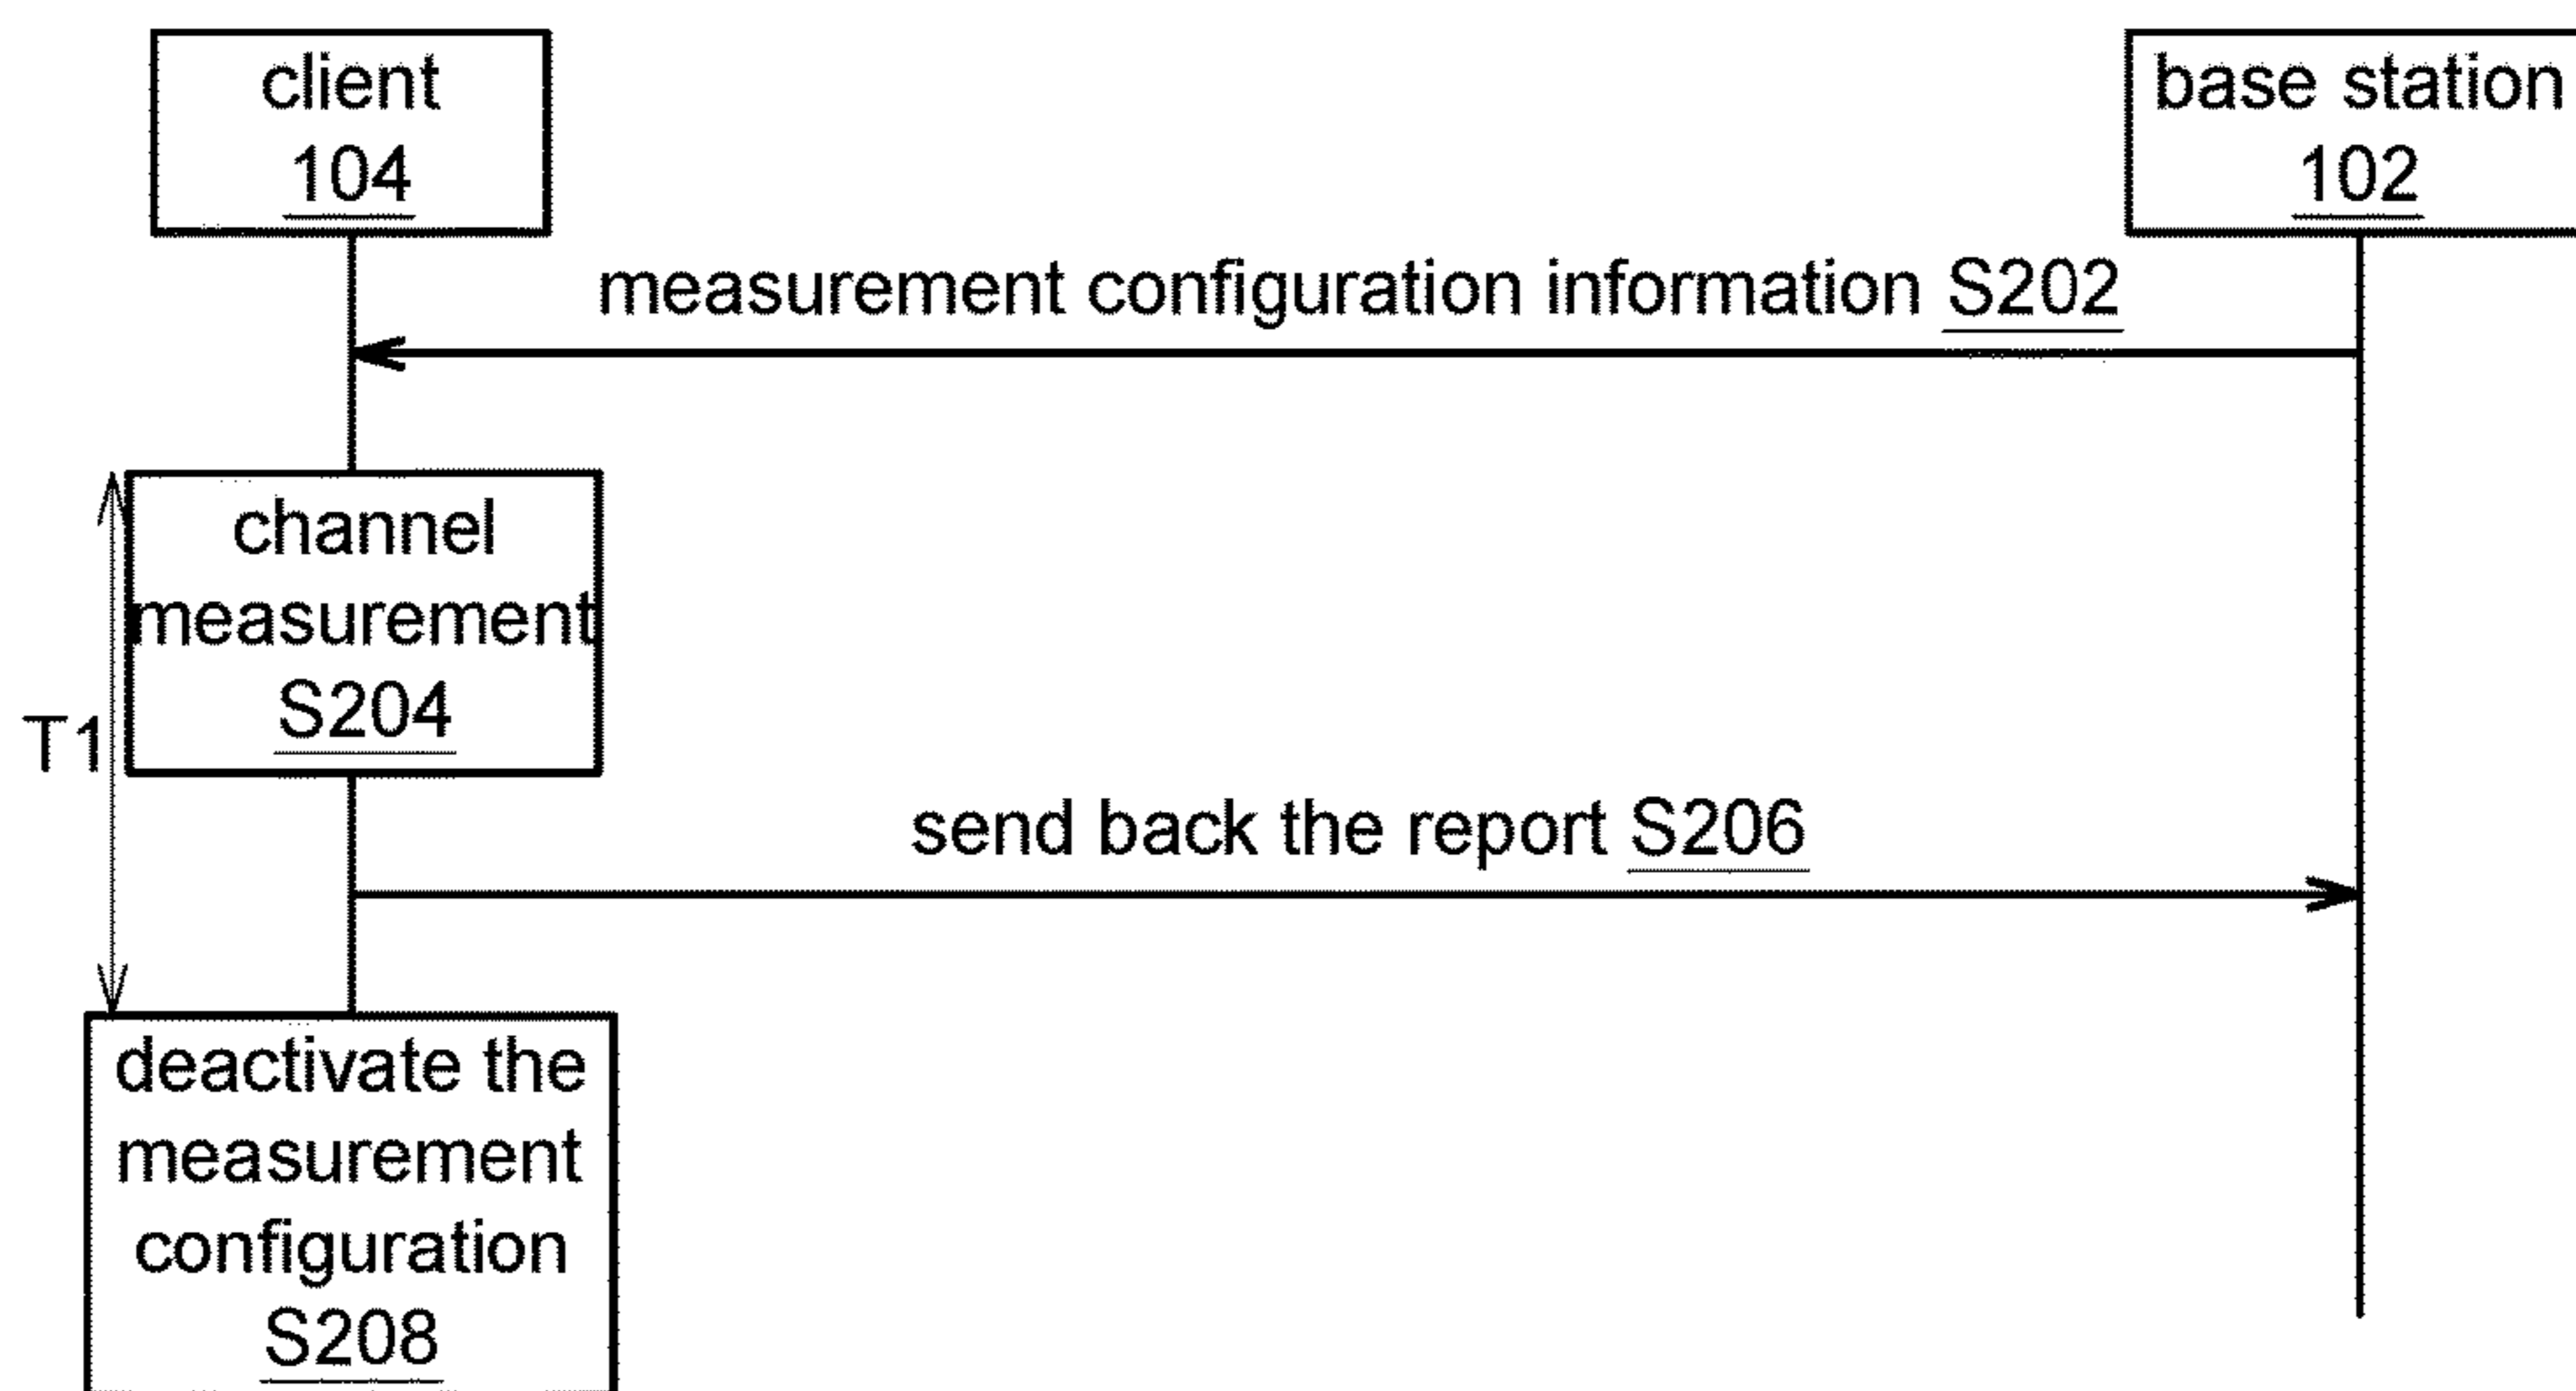 client
104
base station
102
measurement configuration information S202
channel
measurement
S204
T1
send back the report S206
deactivate the
measurement
configuration
S208